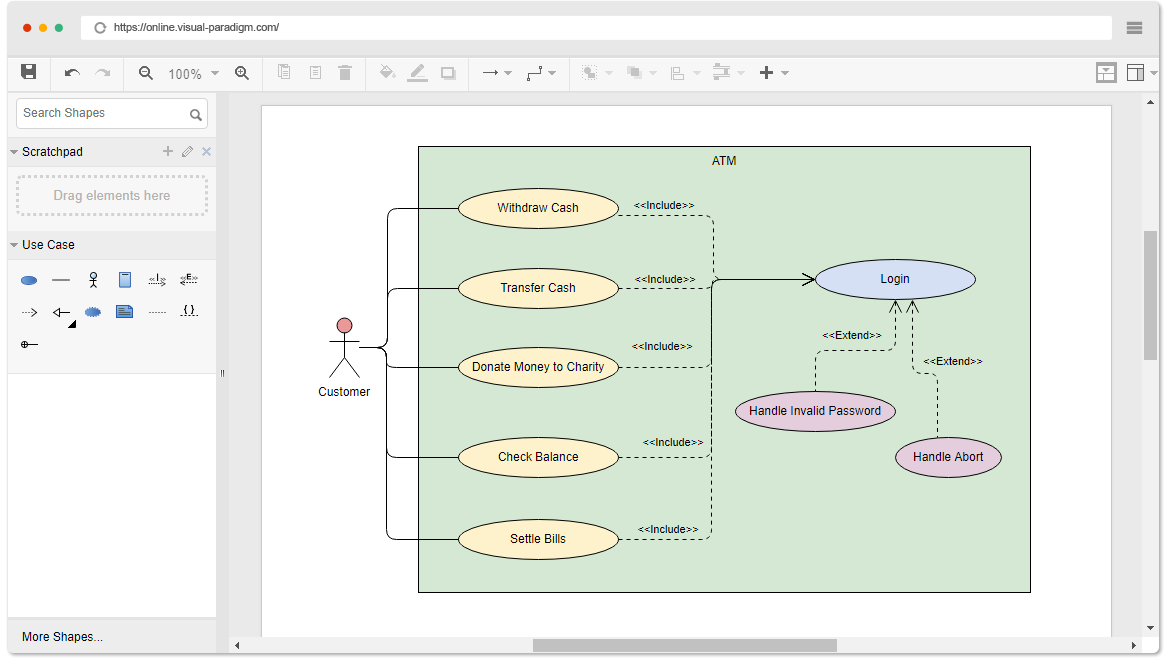 https://online.visual-paradigm.com/
100%
Search Shapes
Scratchpad
Drag elements here
Use Case
<<I>>
<<E>>
{}
More Shapes...
ATM
Withdraw Cash
<<Include>>
Transfer Cash
<<Include>>
Login
<<Include>>
<<Extend>>
Donate Money to Charity
<<Extend>>
Customer
Handle Invalid Password
<<Include>>
Check Balance
Handle Abort
<<Include>>
Settle Bills